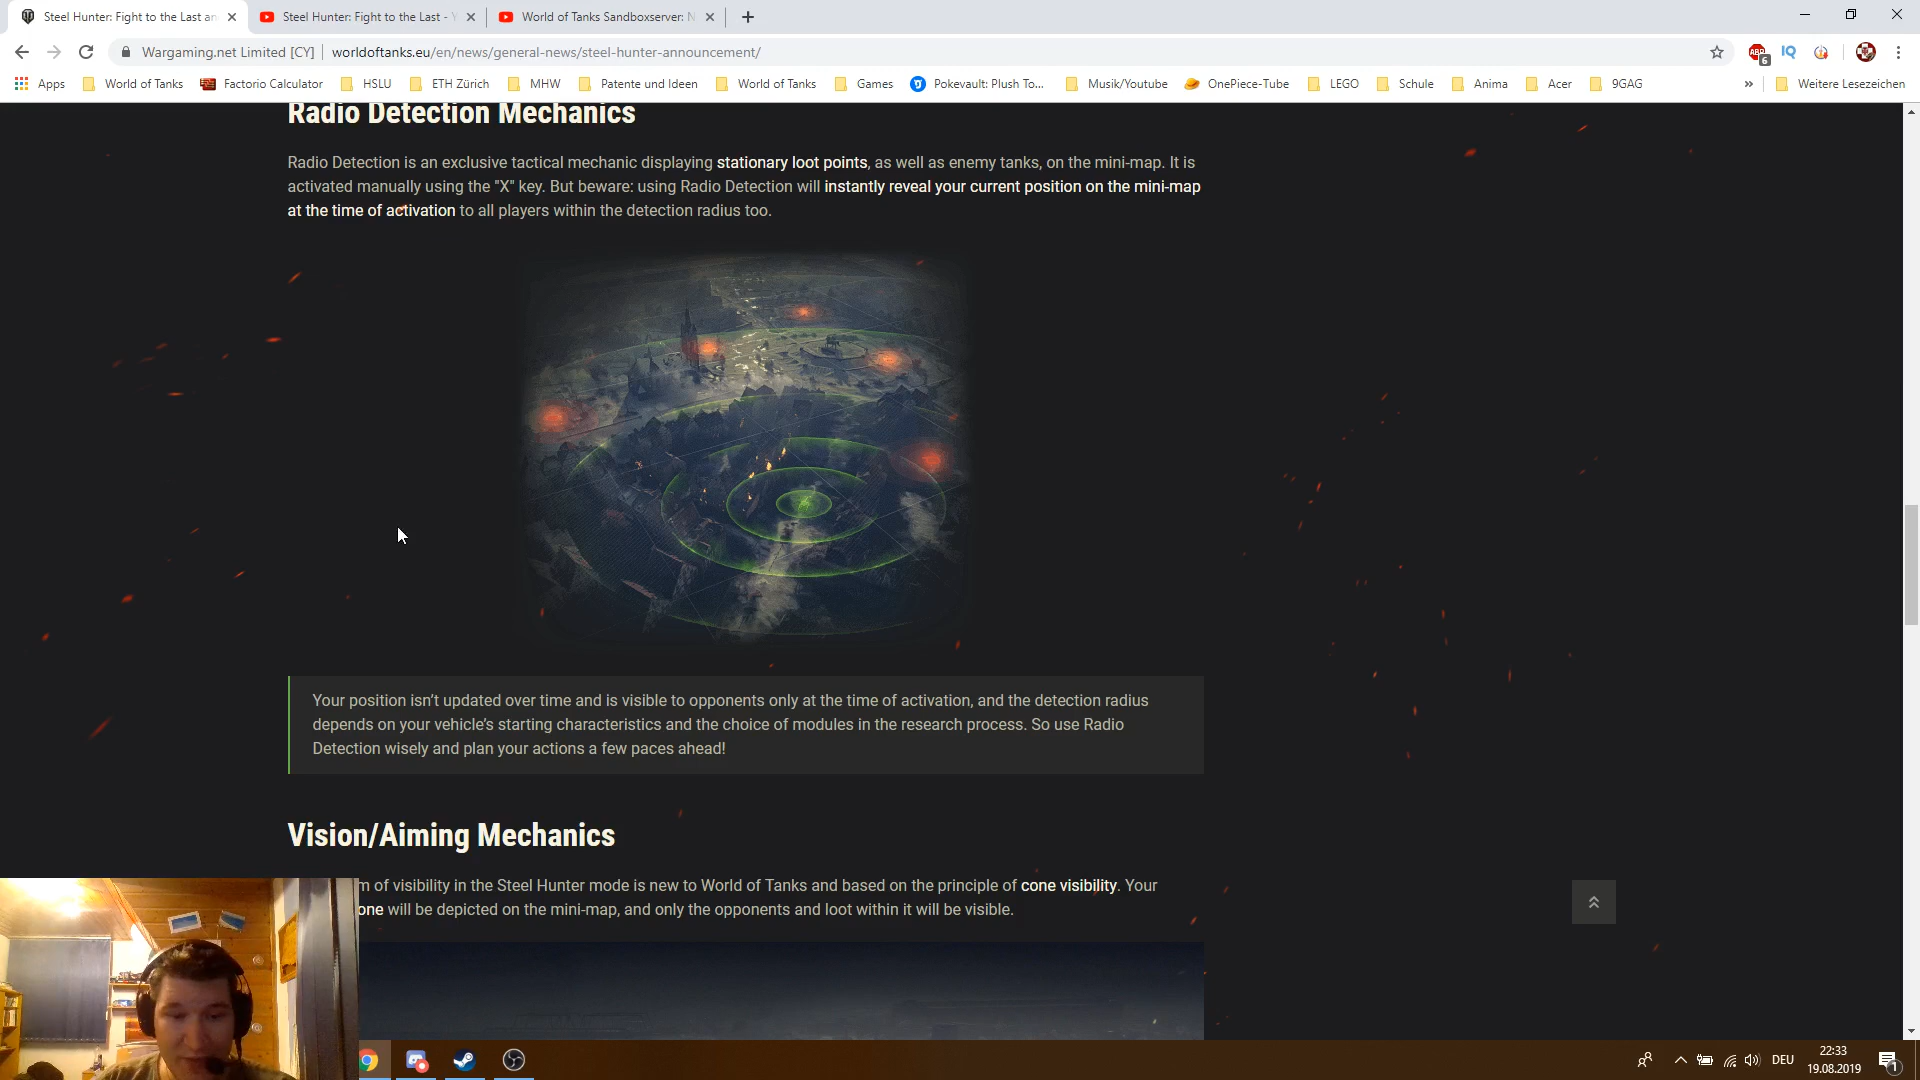 Steel Hunter: Fight to the Last an
Steel Hunter: Fight to the Last - Y
World of Tanks Sandboxserver: N
Wargaming.net Limited [CY]
worldoftanks.eu/en/news/general-news/steel-hunter-announcement/
ABP
6
IQ
Apps
World of Tanks
Factorio Calculator
HSLU
ETH Zürich
MHW
Patente und Ideen
World of Tanks
Games
Pokevault: Plush To...
Musik/Youtube
OnePiece-Tube
LEGO
Schule
Anima
Acer
9GAG
»
Weitere Lesezeichen
Radio Detection Mechanics
Radio Detection is an exclusive tactical mechanic displaying stationary loot points, as well as enemy tanks, on the mini-map. It is
activated manually using the "X" key. But beware: using Radio Detection will instantly reveal your current position on the mini-map
at the time of activation to all players within the detection radius too.
Your position isn’t updated over time and is visible to opponents only at the time of activation, and the detection radius
depends on your vehicle’s starting characteristics and the choice of modules in the research process. So use Radio
Detection wisely and plan your actions a few paces ahead!
Vision/Aiming Mechanics
m of visibility in the Steel Hunter mode is new to World of Tanks and based on the principle of cone visibility. Your
one will be depicted on the mini-map, and only the opponents and loot within it will be visible.
DEU
22:33
19.08.2019
1